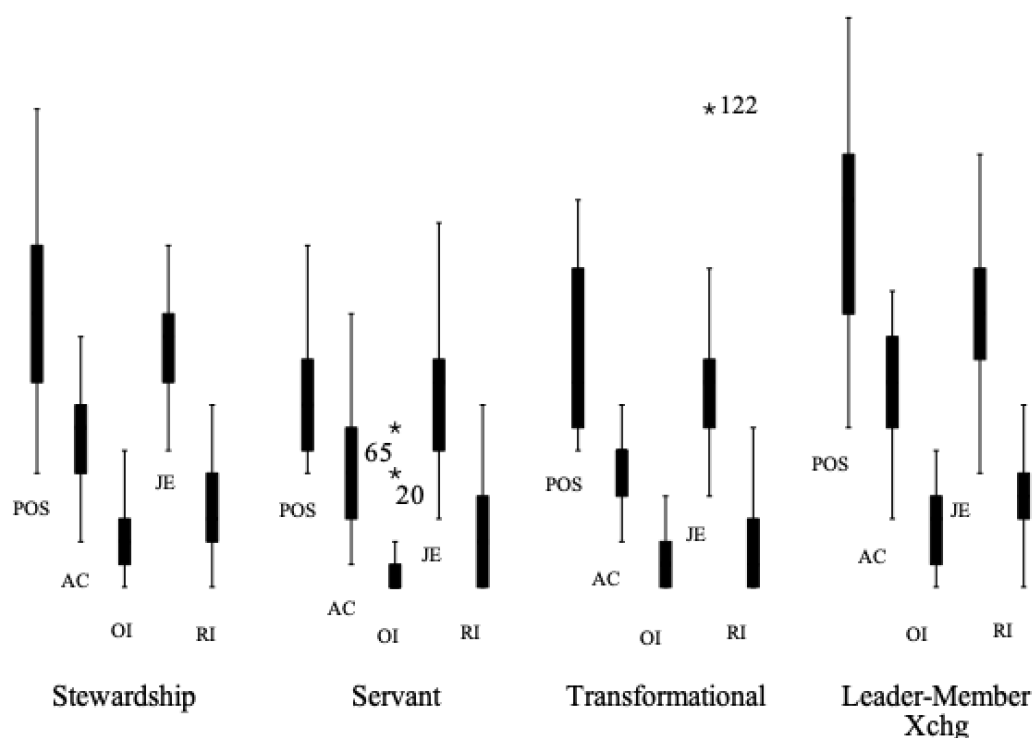 *122
POS
AC
OI
JE
RI
Stewardship
POS
AC
*
65
*
20
OI
JE
RI
Servant
POS
AC
OI
JE
RI
Transformational
POS
AC
OI
JE
RI
Leader-Member
Xchg